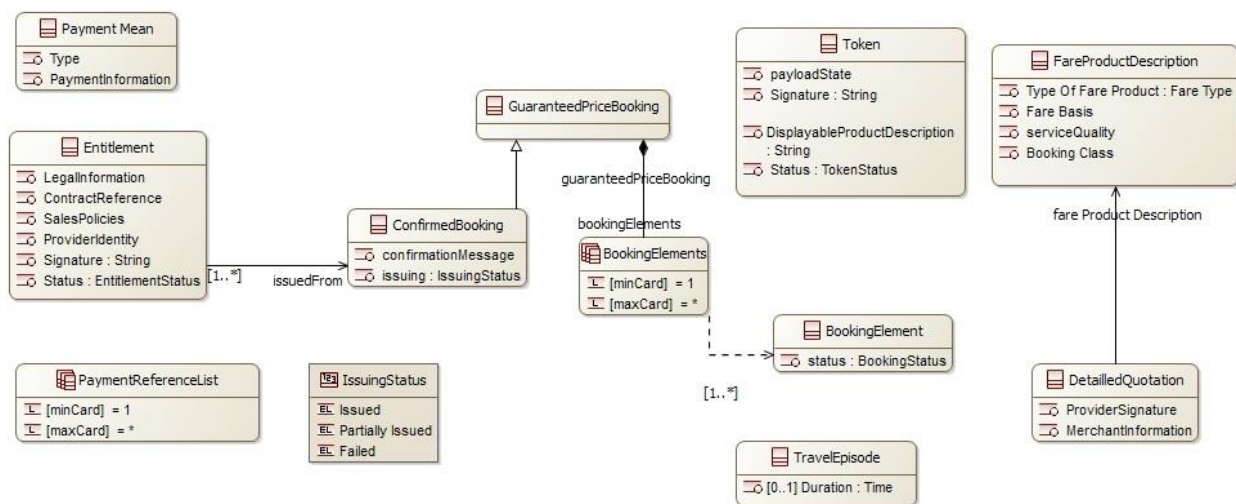 Payment Mean
Type
PaymentInformation
Entitlement
LegalInformation
ContractReference
SalesPolicies
ProviderIdentity
Signature : String
Status : EntitlementStatus
[1..*]
issuedFrom
GuaranteedPriceBooking
guaranteedPriceBooking
bookingElements
ConfirmedBooking
confirmationMessage
issuing : IssuingStatus
BookingElements
[minCard] = 1
[maxCard] = *
Token
payloadState
Signature : String
DisplayableProductDescription
: String
Status : TokenStatus
FareProductDescription
Type Of Fare Product : Fare Type
Fare Basis
serviceQuality
Booking Class
fare Product Description
BookingElement
status : BookingStatus
[1..*]
PaymentReferenceList
[minCard] = 1
[maxCard] = *
IssuingStatus
Issued
Partially Issued
Failed
DetailledQuotation
ProviderSignature
MerchantInformation
TravelEpisode
[0..1] Duration : Time